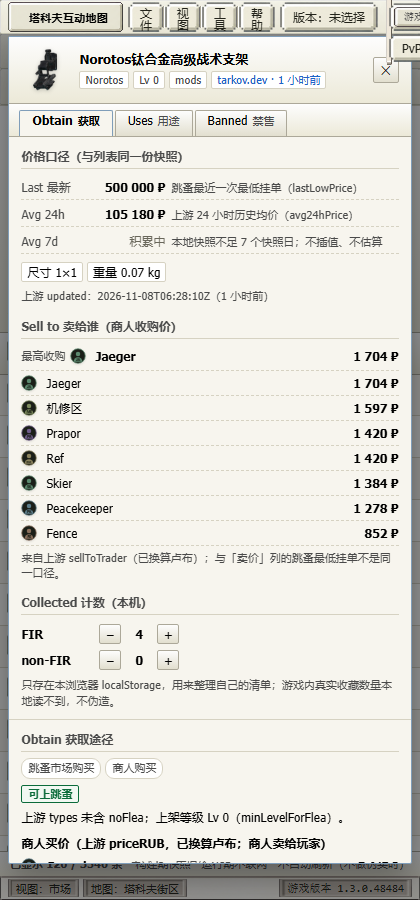 塔科夫互动地图
文件
视图
工具
帮助
版本：未选择
游戏
PvP
Norotos钛合金高级战术支架
Norotos
Lv 0
mods
tarkov.dev · 1 小时前
×
Obtain 获取
Uses 用途
Banned 禁售
价格口径（与列表同一份快照）
Last 最新 500 000 ₽ 跳蚤最近一次最低挂单（lastLowPrice）
Avg 24h 105 180 ₽ 上游 24 小时历史均价（avg24hPrice）
Avg 7d 积累中 本地快照不足 7 个快照日；不插值、不估算
尺寸 1×1 重量 0.07 kg
上游 updated：2026-11-08T06:28:10Z（1 小时前）
Sell to 卖给谁（商人收购价）
最高收购 Jaeger 1 704 ₽
Jaeger 1 704 ₽
机修区 1 597 ₽
Prapor 1 420 ₽
Ref 1 420 ₽
Skier 1 384 ₽
Peacekeeper 1 278 ₽
Fence 852 ₽
来自上游 sellToTrader（已换算卢布）；与「卖价」列的跳蚤最低挂单不是同
一口径。
Collected 计数（本机）
FIR − 4 +
non-FIR − 0 +
只存在本浏览器 localStorage，用来整理自己的清单；游戏内真实收藏数量本
地读不到，不伪造。
Obtain 获取途径
跳蚤市场购买 商人购买
可上跳蚤
上游 types 未含 noFlea；上架等级 Lv 0（minLevelForFlea）。
商人买价（上游 priceRUB，已换算卢布；商人卖给玩家）
视图：市场
地图：塔科夫街区
游戏版本 1.3.0.48484